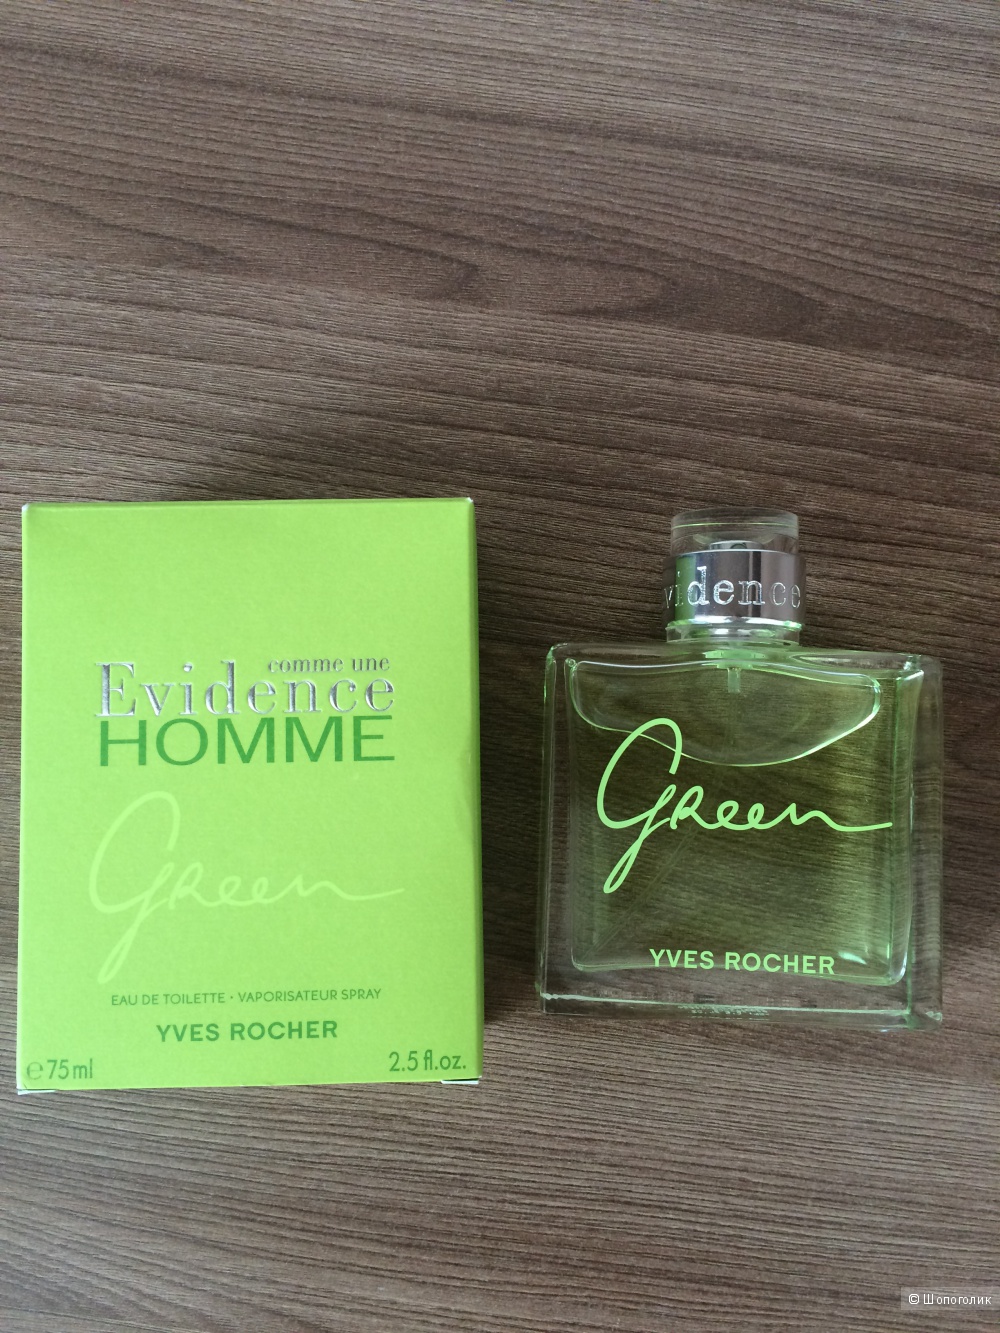 comme une
Evidence
HOMME
Green
EAU DE TOILETTE • VAPORISATEUR SPRAY
YVES ROCHER
℮75ml
2.5 fl.oz.
vidence
Green
YVES ROCHER
© Шопоголик